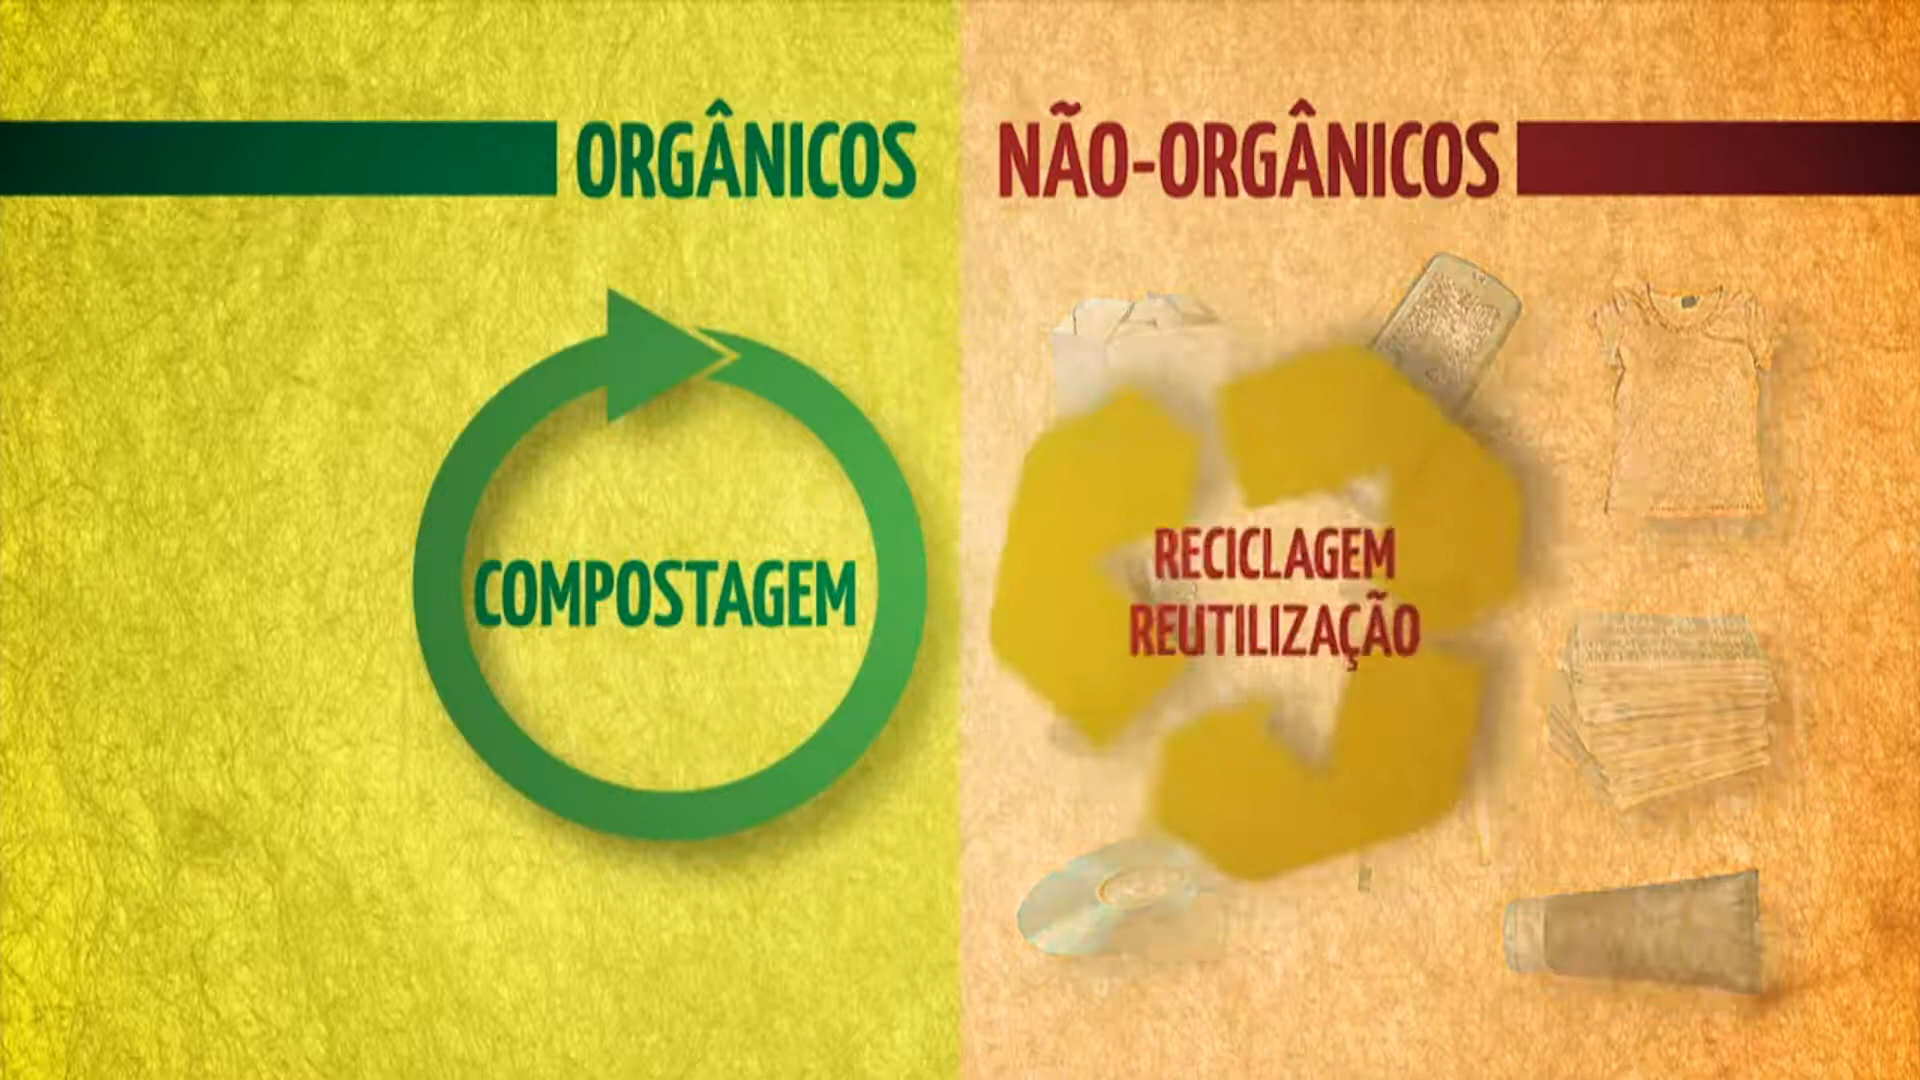 ORGÂNICOS
COMPOSTAGEM
NÃO-ORGÂNICOS
RECICLAGEM
REUTILIZAÇÃO